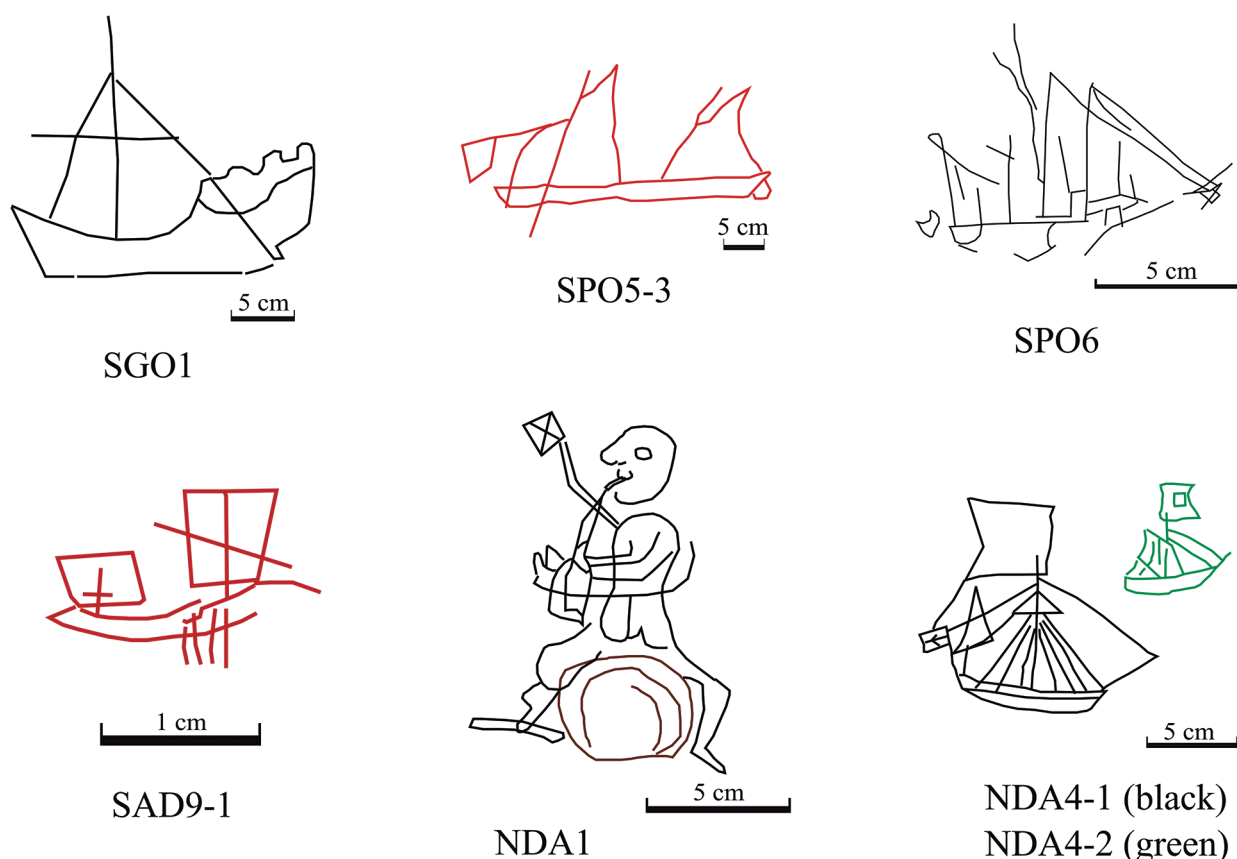 5 cm
SGO1
5 cm
SPO5-3
5 cm
SPO6
1 cm
SAD9-1
5 cm
NDA1
5 cm
NDA4-1 (black)
NDA4-2 (green)